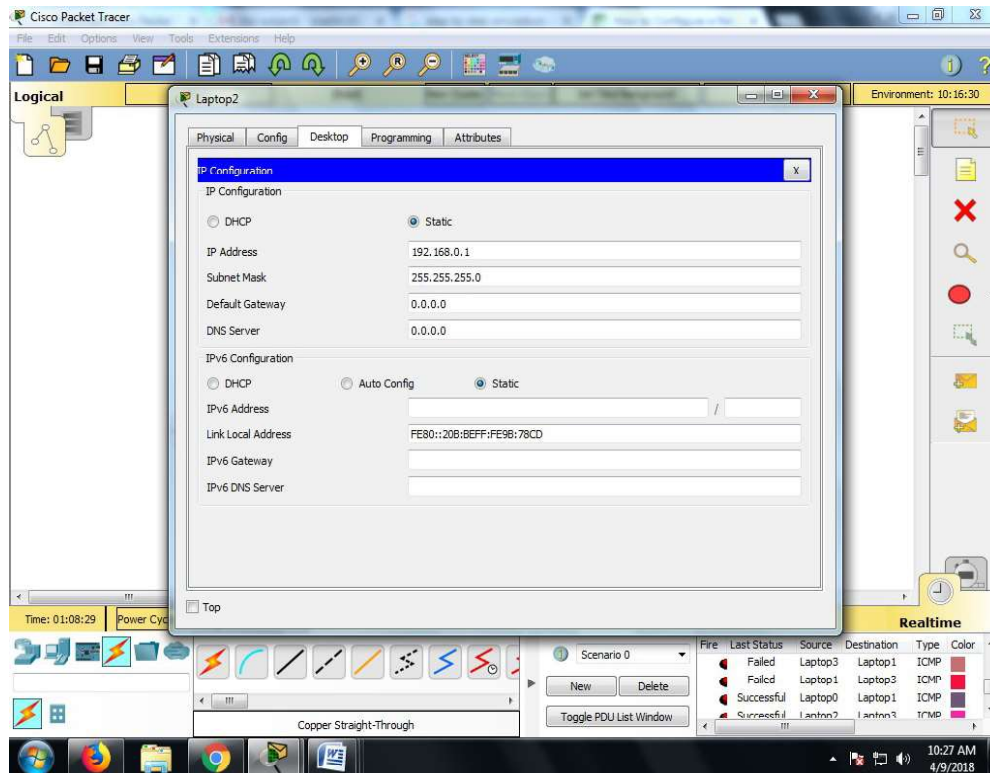 Cisco Packet Tracer
File Edit Options View Tools Extensions Help
Logical
Environment: 10:16:30
Laptop2
Physical Config Desktop Programming Attributes
IP Configuration X
IP Configuration
DHCP Static
IP Address 192.168.0.1
Subnet Mask 255.255.255.0
Default Gateway 0.0.0.0
DNS Server 0.0.0.0
IPv6 Configuration
DHCP Auto Config Static
IPv6 Address /
Link Local Address FE80::20B:BEFF:FE9B:78CD
IPv6 Gateway
IPv6 DNS Server
Top
Time: 01:08:29 Power Cyc
Realtime
Scenario 0
New Delete
Toggle PDU List Window
Fire Last Status Source Destination Type Color
Failed Laptop3 Laptop1 ICMP
Failed Laptop1 Laptop3 ICMP
Successful Laptop0 Laptop1 ICMP
Successful Laptop2 Laptop3 ICMP
Copper Straight-Through
10:27 AM
4/9/2018